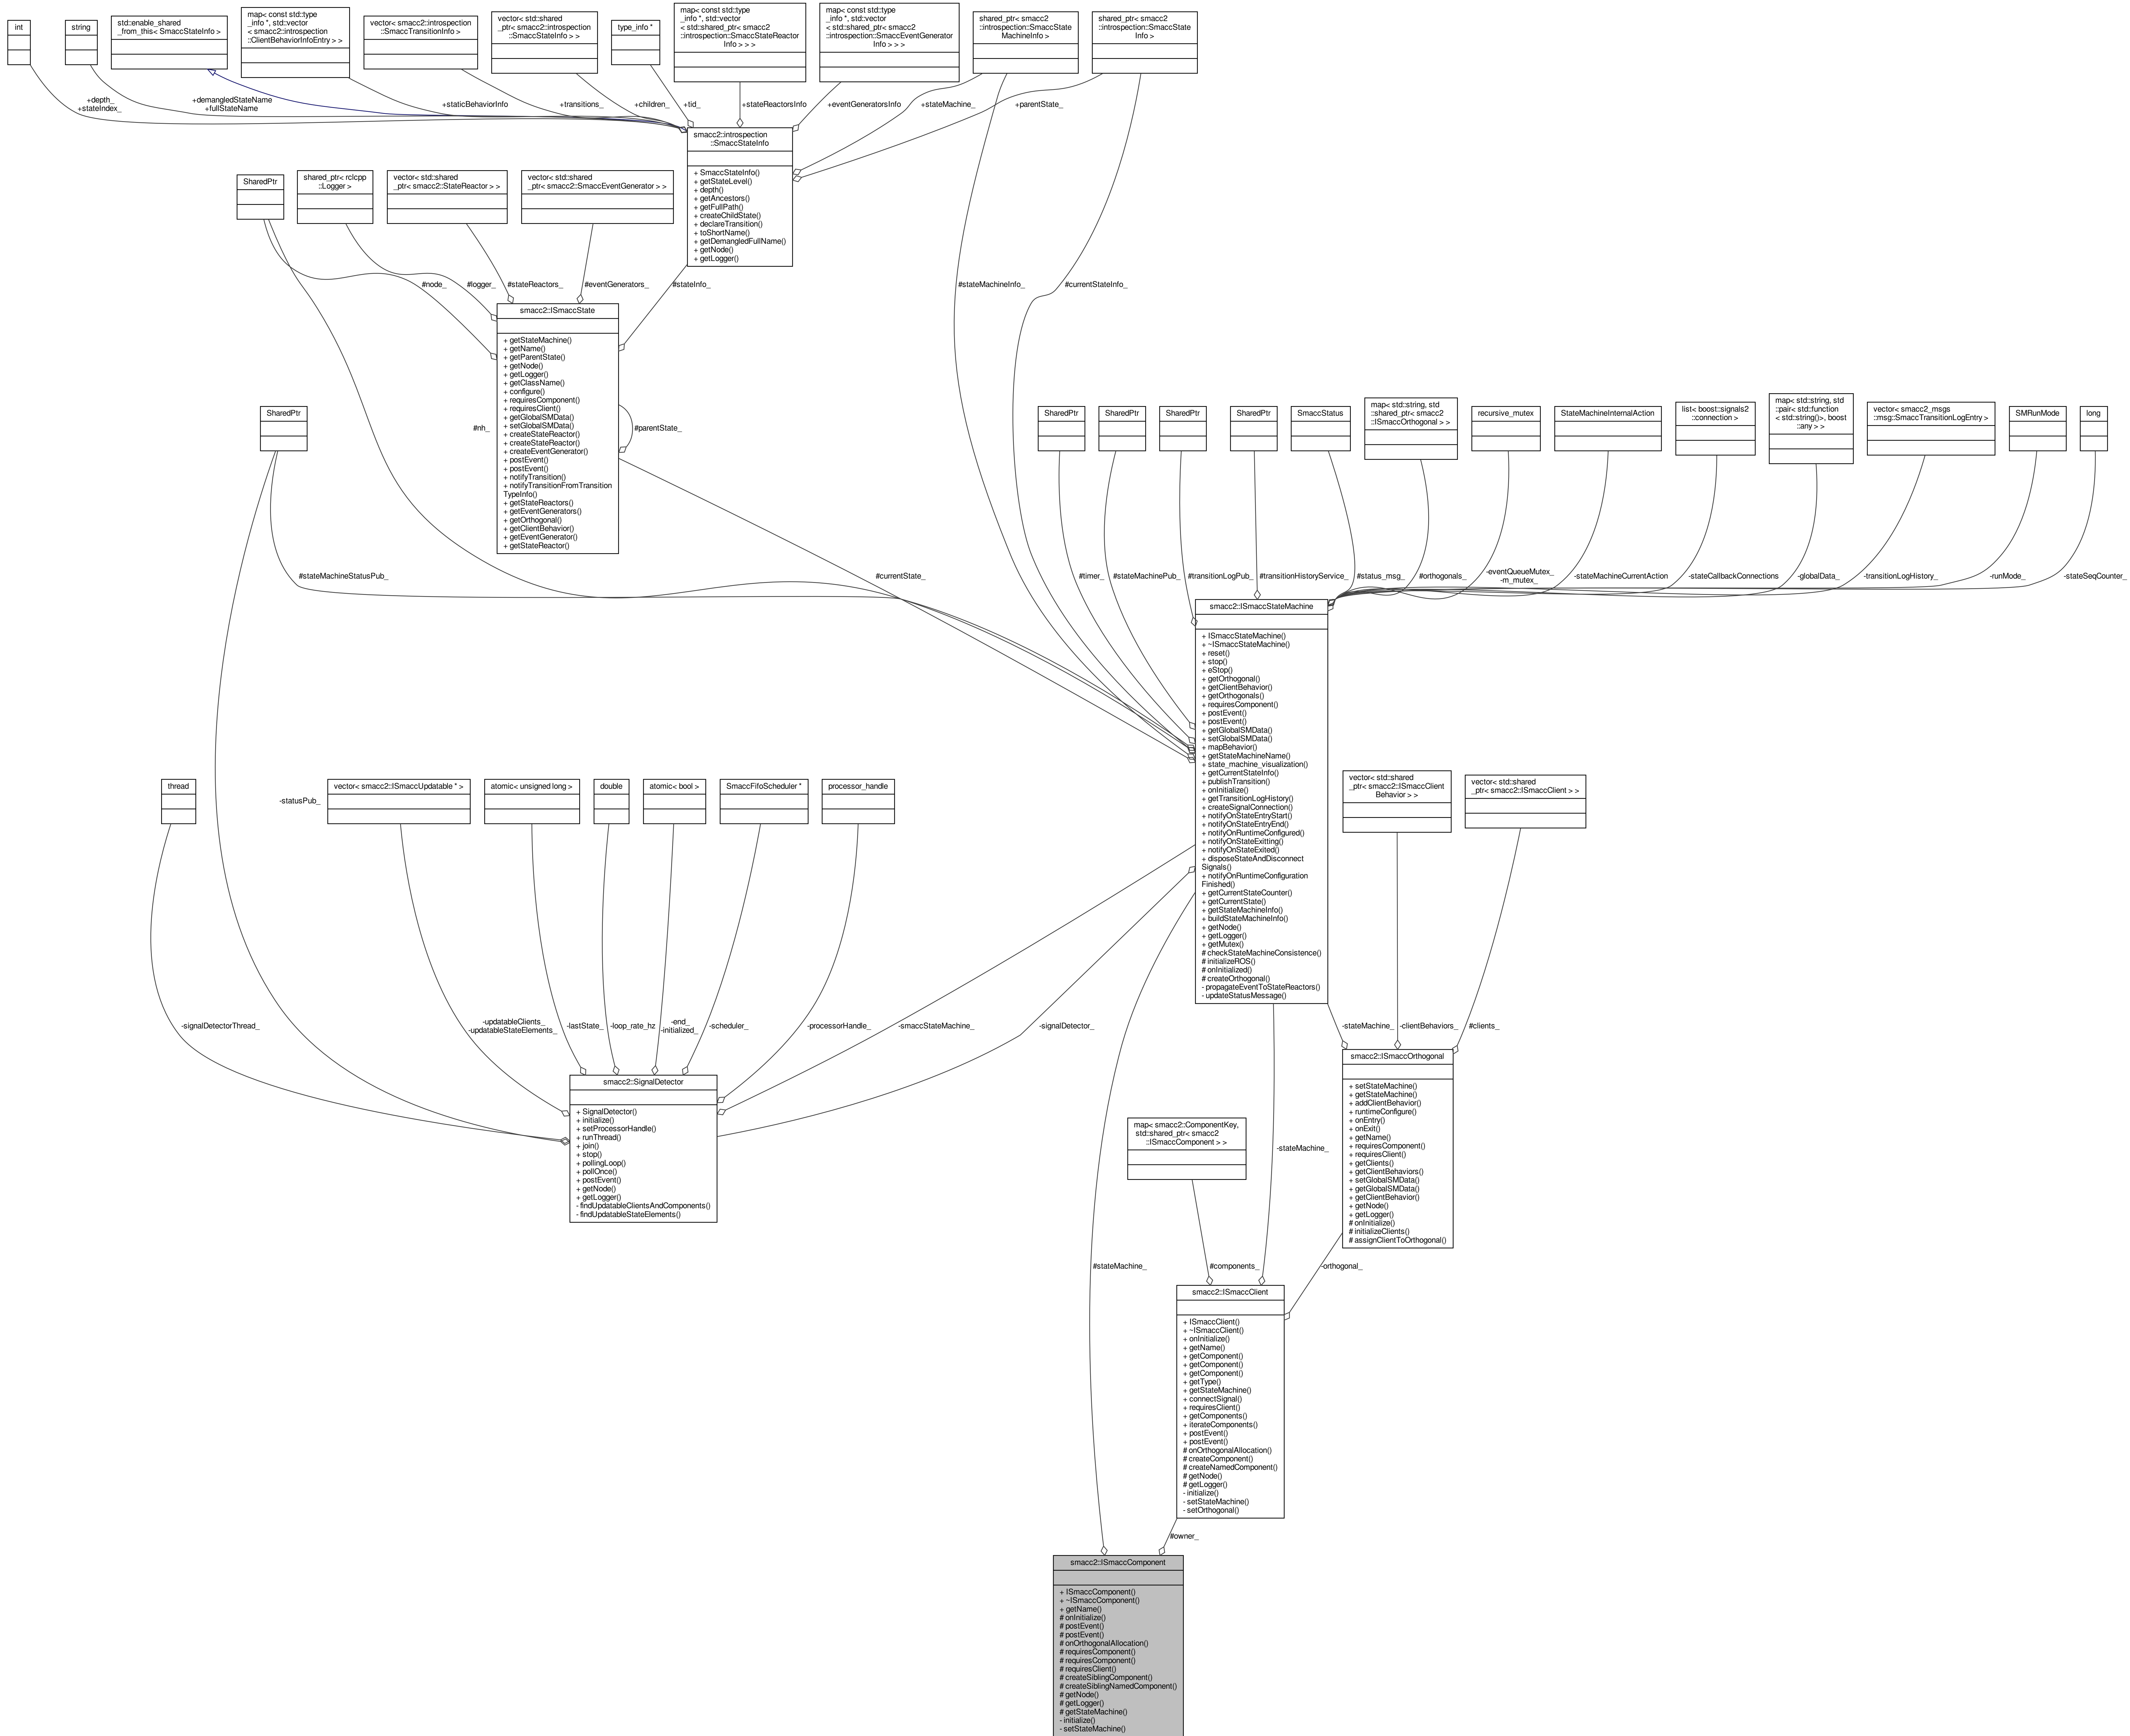 int
string
std::enable_shared
_from_this< SmaccStateInfo >
map< const std::type
_info *, std::vector
< smacc2::introspection
::ClientBehaviorInfoEntry > >
vector< smacc2::introspection
::SmaccTransitionInfo >
vector< std::shared
_ptr< smacc2::introspection
::SmaccStateInfo > >
type_info *
map< const std::type
_info *, std::vector
< std::shared_ptr< smacc2
::introspection::SmaccStateReactor
Info > > >
map< const std::type
_info *, std::vector
< std::shared_ptr< smacc2
::introspection::SmaccEventGenerator
Info > > >
shared_ptr< smacc2
::introspection::SmaccState
MachineInfo >
shared_ptr< smacc2
::introspection::SmaccState
Info >
+depth_
+stateIndex_
+demangledStateName
+fullStateName
+staticBehaviorInfo
+transitions_
+children_
+tid_
+stateReactorsInfo
+eventGeneratorsInfo
+stateMachine_
+parentState_
smacc2::introspection
::SmaccStateInfo
+ SmaccStateInfo()
+ getStateLevel()
+ depth()
+ getAncestors()
+ getFullPath()
+ createChildState()
+ declareTransition()
+ toShortName()
+ getDemangledFullName()
+ getNode()
+ getLogger()
SharedPtr
shared_ptr< rclcpp
::Logger >
vector< std::shared
_ptr< smacc2::StateReactor > >
vector< std::shared
_ptr< smacc2::SmaccEventGenerator > >
#node_
#logger_
#stateReactors_
#eventGenerators_
#stateInfo_
#stateMachineInfo_
#currentStateInfo_
smacc2::ISmaccState
+ getStateMachine()
+ getName()
+ getParentState()
+ getNode()
+ getLogger()
+ getClassName()
+ configure()
+ requiresComponent()
+ requiresClient()
+ getGlobalSMData()
+ setGlobalSMData()
+ createStateReactor()
+ createStateReactor()
+ createEventGenerator()
+ postEvent()
+ postEvent()
+ notifyTransition()
+ notifyTransitionFromTransition
TypeInfo()
+ getStateReactors()
+ getEventGenerators()
+ getOrthogonal()
+ getClientBehavior()
+ getEventGenerator()
+ getStateReactor()
#nh_
#parentState_
SharedPtr
SharedPtr
SharedPtr
SharedPtr
SharedPtr
SmaccStatus
map< std::string, std
::shared_ptr< smacc2
::ISmaccOrthogonal > >
recursive_mutex
StateMachineInternalAction
list< boost::signals2
::connection >
map< std::string, std
::pair< std::function
< std::string()>, boost
::any > >
vector< smacc2_msgs
::msg::SmaccTransitionLogEntry >
SMRunMode
long
#stateMachineStatusPub_
#currentState_
#timer_
#stateMachinePub_
#transitionLogPub_
#transitionHistoryService_
#status_msg_
#orthogonals_
-eventQueueMutex_
-m_mutex_
-stateMachineCurrentAction
-stateCallbackConnections
-globalData_
-transitionLogHistory_
-runMode_
-stateSeqCounter_
smacc2::ISmaccStateMachine
+ ISmaccStateMachine()
+ ~ISmaccStateMachine()
+ reset()
+ stop()
+ eStop()
+ getOrthogonal()
+ getClientBehavior()
+ getOrthogonals()
+ requiresComponent()
+ postEvent()
+ postEvent()
+ getGlobalSMData()
+ setGlobalSMData()
+ mapBehavior()
+ getStateMachineName()
+ state_machine_visualization()
+ getCurrentStateInfo()
+ publishTransition()
+ onInitialize()
+ getTransitionLogHistory()
+ createSignalConnection()
+ notifyOnStateEntryStart()
+ notifyOnStateEntryEnd()
+ notifyOnRuntimeConfigured()
+ notifyOnStateExitting()
+ notifyOnStateExited()
+ disposeStateAndDisconnect
Signals()
+ notifyOnRuntimeConfiguration
Finished()
+ getCurrentStateCounter()
+ getCurrentState()
+ getStateMachineInfo()
+ buildStateMachineInfo()
+ getNode()
+ getLogger()
+ getMutex()
# checkStateMachineConsistence()
# initializeROS()
# onInitialized()
# createOrthogonal()
- propagateEventToStateReactors()
- updateStatusMessage()
thread
-statusPub_
vector< smacc2::ISmaccUpdatable * >
atomic< unsigned long >
double
atomic< bool >
SmaccFifoScheduler *
processor_handle
vector< std::shared
_ptr< smacc2::ISmaccClient
Behavior > >
vector< std::shared
_ptr< smacc2::ISmaccClient > >
-signalDetectorThread_
-updatableClients_
-updatableStateElements_
-lastState_
-loop_rate_hz
-end_
-initialized_
-scheduler_
-processorHandle_
-smaccStateMachine_
-signalDetector_
-stateMachine_
-clientBehaviors_
#clients_
smacc2::SignalDetector
+ SignalDetector()
+ initialize()
+ setProcessorHandle()
+ runThread()
+ join()
+ stop()
+ pollingLoop()
+ pollOnce()
+ postEvent()
+ getNode()
+ getLogger()
- findUpdatableClientsAndComponents()
- findUpdatableStateElements()
smacc2::ISmaccOrthogonal
+ setStateMachine()
+ getStateMachine()
+ addClientBehavior()
+ runtimeConfigure()
+ onEntry()
+ onExit()
+ getName()
+ requiresComponent()
+ requiresClient()
+ getClients()
+ getClientBehaviors()
+ setGlobalSMData()
+ getGlobalSMData()
+ getClientBehavior()
+ getNode()
+ getLogger()
# onInitialize()
# initializeClients()
# assignClientToOrthogonal()
map< smacc2::ComponentKey,
std::shared_ptr< smacc2
::ISmaccComponent > >
-stateMachine_
#stateMachine_
#components_
-orthogonal_
smacc2::ISmaccClient
+ ISmaccClient()
+ ~ISmaccClient()
+ onInitialize()
+ getName()
+ getComponent()
+ getComponent()
+ getComponent()
+ getType()
+ getStateMachine()
+ connectSignal()
+ requiresClient()
+ getComponents()
+ iterateComponents()
+ postEvent()
+ postEvent()
# onOrthogonalAllocation()
# createComponent()
# createNamedComponent()
# getNode()
# getLogger()
- initialize()
- setStateMachine()
- setOrthogonal()
#owner_
smacc2::ISmaccComponent
+ ISmaccComponent()
+ ~ISmaccComponent()
+ getName()
# onInitialize()
# postEvent()
# postEvent()
# onOrthogonalAllocation()
# requiresComponent()
# requiresComponent()
# requiresClient()
# createSiblingComponent()
# createSiblingNamedComponent()
# getNode()
# getLogger()
# getStateMachine()
- initialize()
- setStateMachine()